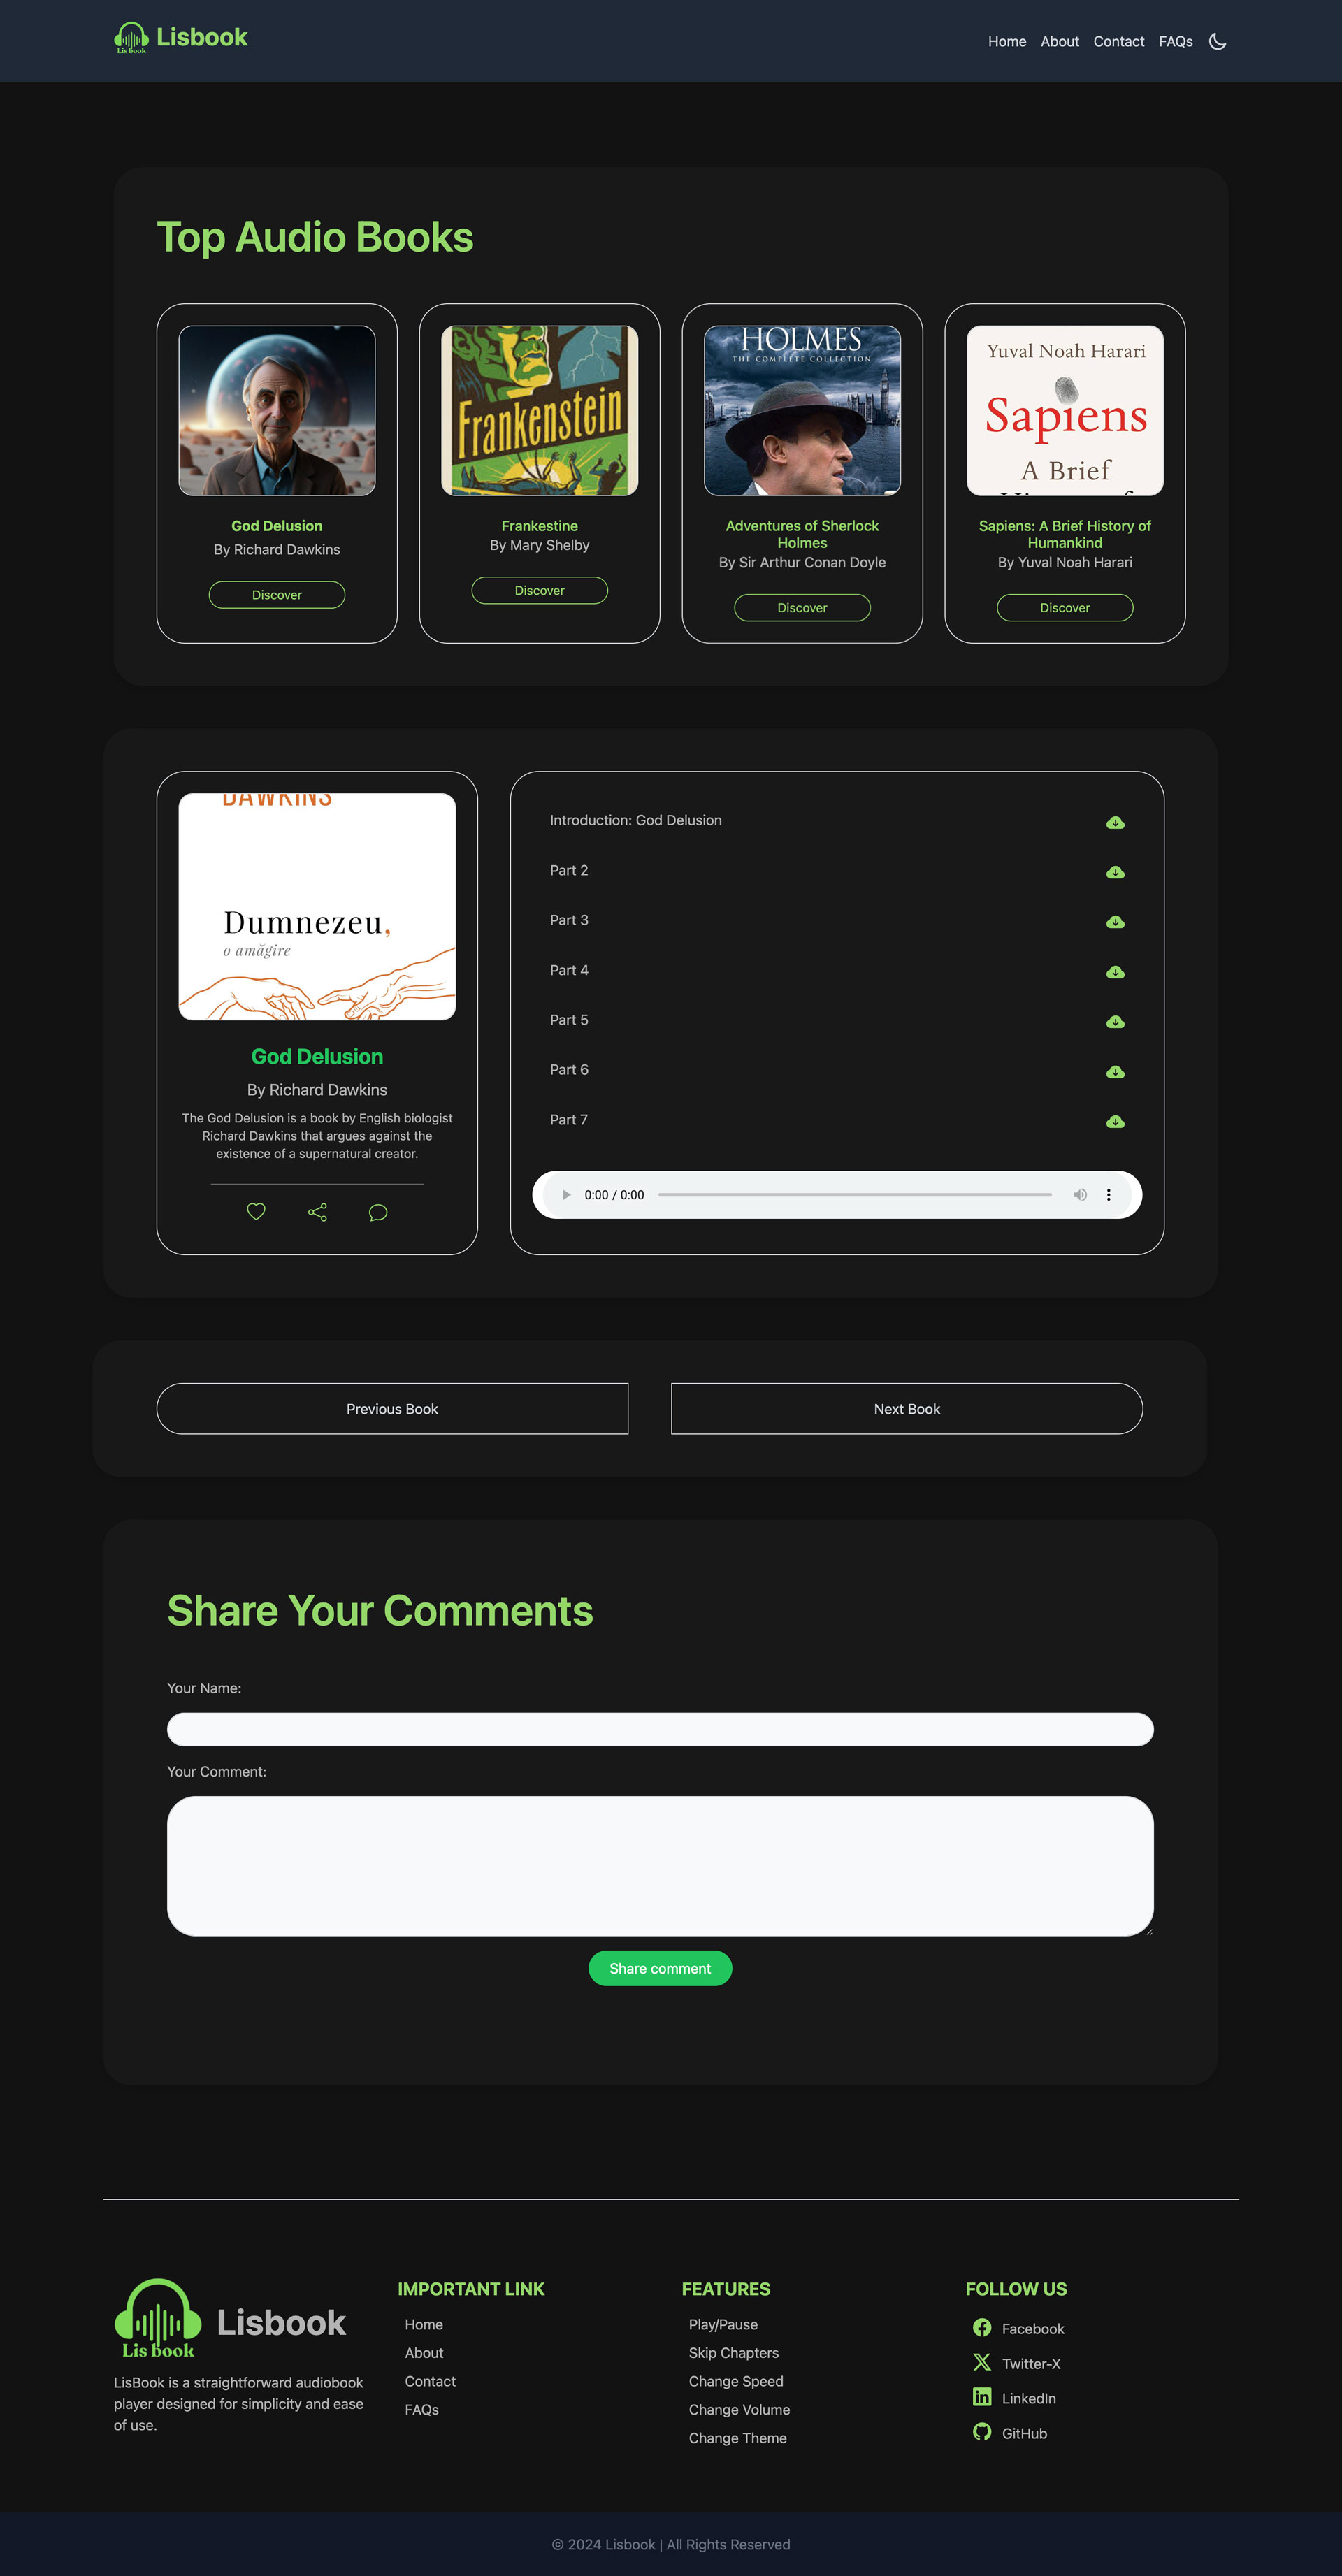 Lis book
Lisbook
Home
About
Contact
FAQs
Top Audio Books
God Delusion
By Richard Dawkins
Discover
Frankenstein
Frankestine
By Mary Shelby
Discover
HOLMES
THE COMPLETE COLLECTION
Adventures of Sherlock
Holmes
By Sir Arthur Conan Doyle
Discover
Yuval Noah Harari
Sapiens
A Brief
Sapiens: A Brief History of
Humankind
By Yuval Noah Harari
Discover
DAWKINS
Dumnezeu,
o amăgire
God Delusion
By Richard Dawkins
The God Delusion is a book by English biologist
Richard Dawkins that argues against the
existence of a supernatural creator.
Introduction: God Delusion
Part 2
Part 3
Part 4
Part 5
Part 6
Part 7
0:00 / 0:00
Previous Book
Next Book
Share Your Comments
Your Name:
Your Comment:
Share comment
Lis book
Lisbook
LisBook is a straightforward audiobook
player designed for simplicity and ease
of use.
IMPORTANT LINK
Home
About
Contact
FAQs
FEATURES
Play/Pause
Skip Chapters
Change Speed
Change Volume
Change Theme
FOLLOW US
Facebook
Twitter-X
LinkedIn
GitHub
© 2024 Lisbook | All Rights Reserved